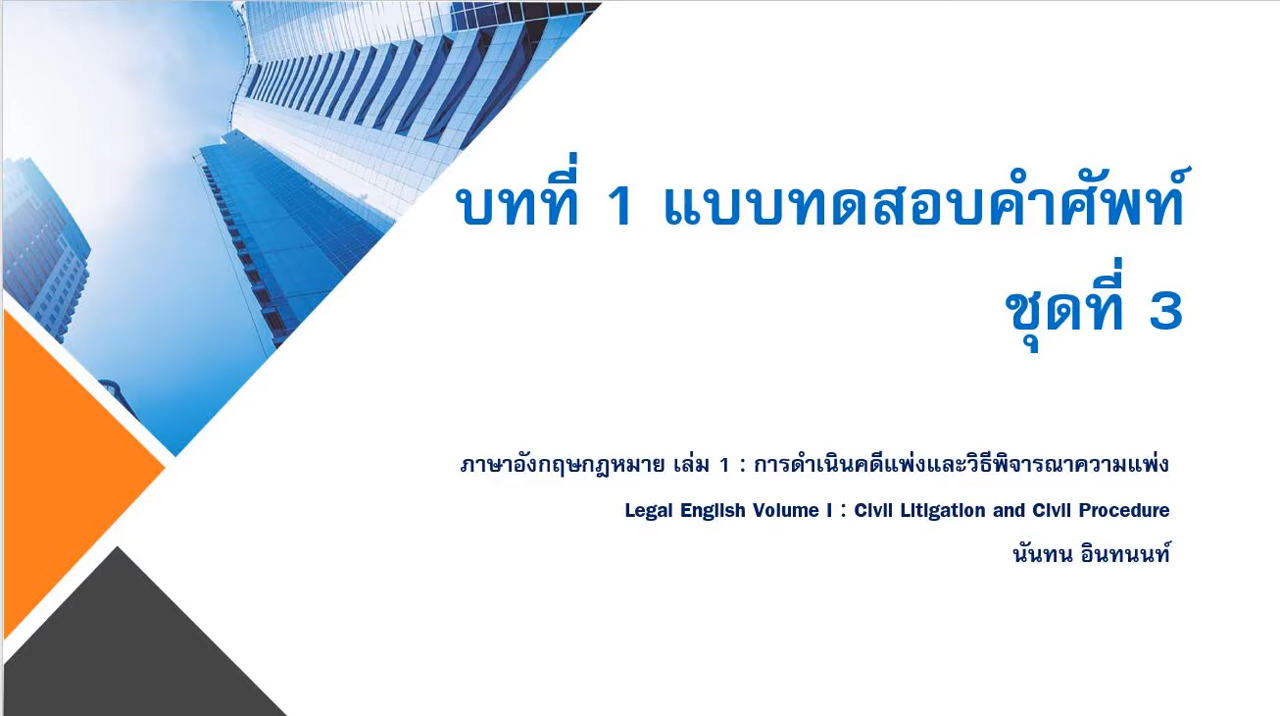 บทที่ 1 แบบทดสอบคำศัพท์
ชุดที่ 3
ภาษาอังกฤษกฎหมาย เล่ม 1 : การดำเนินคดีแพ่งและวิธีพิจารณาความแพ่ง
Legal English Volume I : Civil Litigation and Civil Procedure
นันทน อินทนนท์